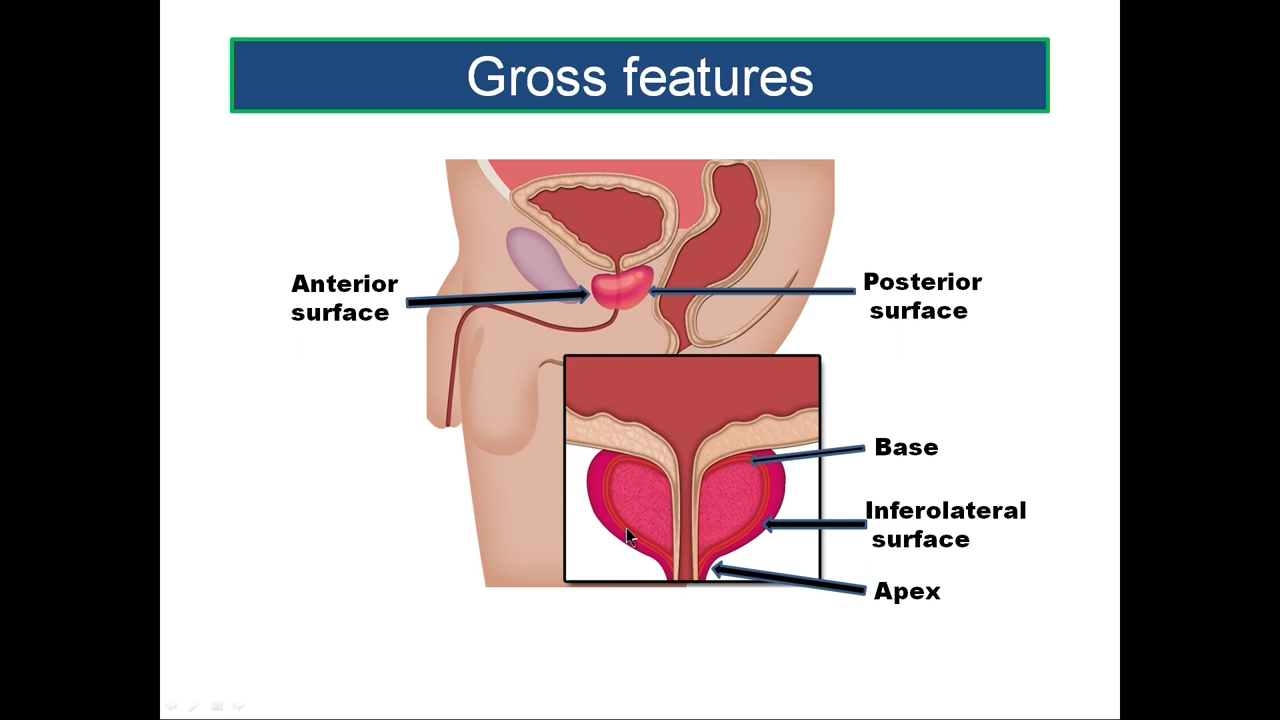 Gross features
Anterior
surface
Posterior
surface
Base
Inferolateral
surface
Apex